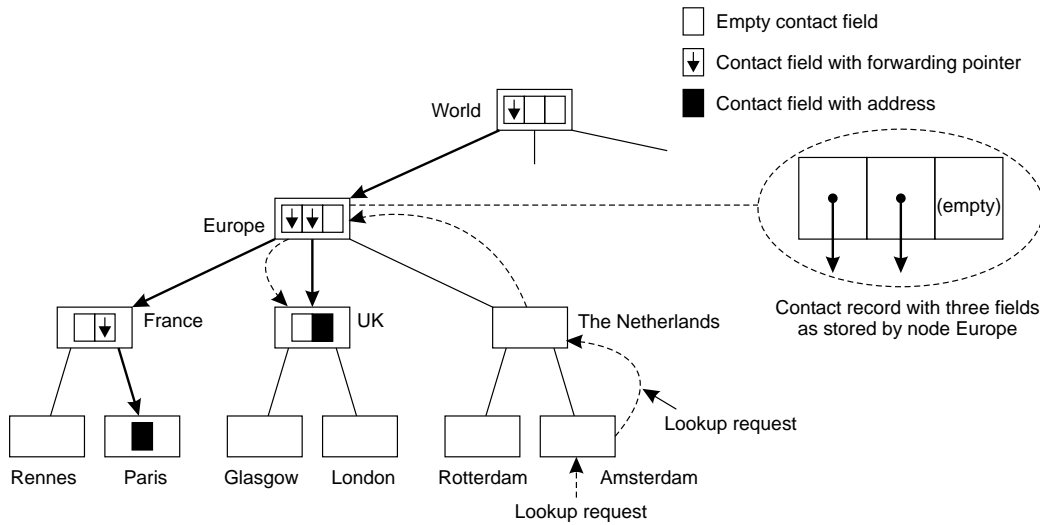 Empty contact field
Contact field with forwarding pointer
Contact field with address
World
Europe
(empty)
Contact record with three fields
as stored by node Europe
France
UK
The Netherlands
Lookup request
Rennes
Paris
Glasgow
London
Rotterdam
Amsterdam
Lookup request